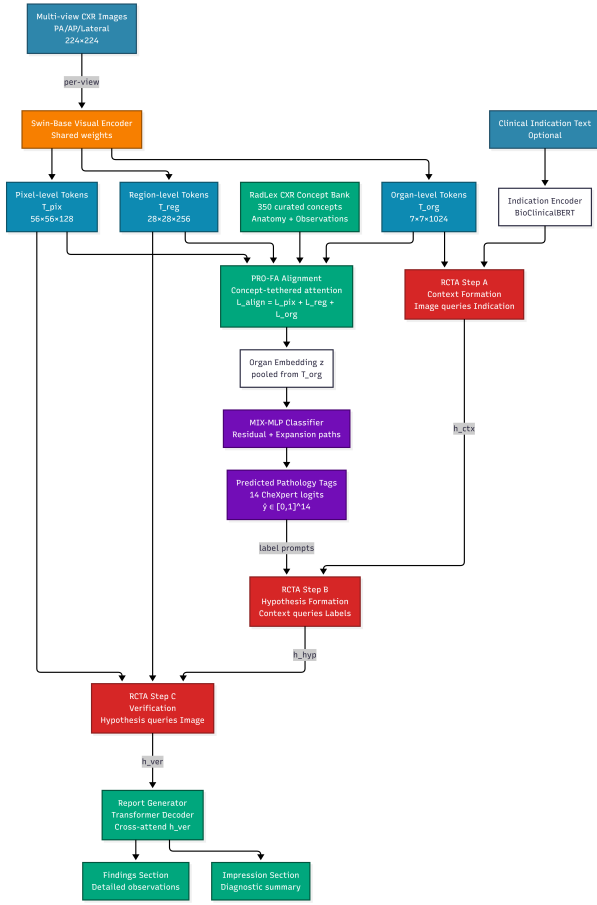 Multi-view CXR Images
PA/AP/Lateral
224×224
per-view
Swin-Base Visual Encoder
Shared weights
Clinical Indication Text
Optional
Pixel-level Tokens
T_pix
56×56×128
Region-level Tokens
T_reg
28×28×256
RadLex CXR Concept Bank
350 curated concepts
Anatomy + Observations
Organ-level Tokens
T_org
7×7×1024
Indication Encoder
BioClinicalBERT
PRO-FA Alignment
Concept-tethered attention
L_align = L_pix + L_reg +
L_org
RCTA Step A
Context Formation
Image queries Indication
Organ Embedding z
pooled from T_org
MIX-MLP Classifier
Residual + Expansion paths
h_ctx
Predicted Pathology Tags
14 CheXpert logits
ŷ ∈ [0,1]^14
label prompts
RCTA Step B
Hypothesis Formation
Context queries Labels
h_hyp
RCTA Step C
Verification
Hypothesis queries Image
h_ver
Report Generator
Transformer Decoder
Cross-attend h_ver
Findings Section
Detailed observations
Impression Section
Diagnostic summary